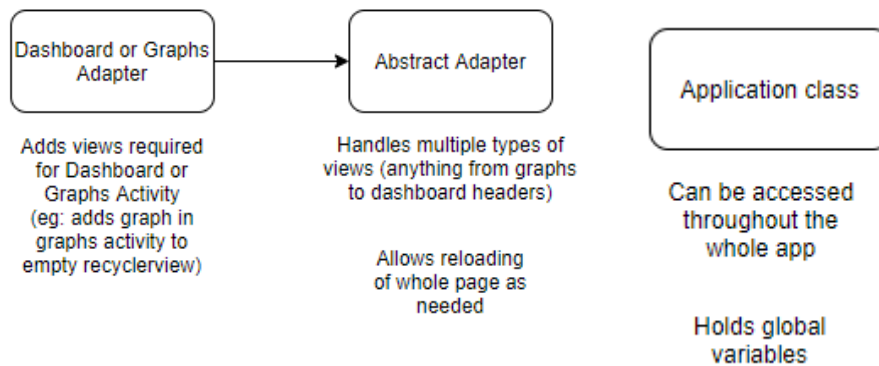 Dashboard or Graphs
Adapter
Adds views required
for Dashboard or
Graphs Activity
(eg: adds graph in
graphs activity to
empty recyclerview)
Abstract Adapter
Handles multiple types of
views (anything from graphs
to dashboard headers)
Allows reloading
of whole page as
needed
Application class
Can be accessed
throughout the
whole app
Holds global
variables